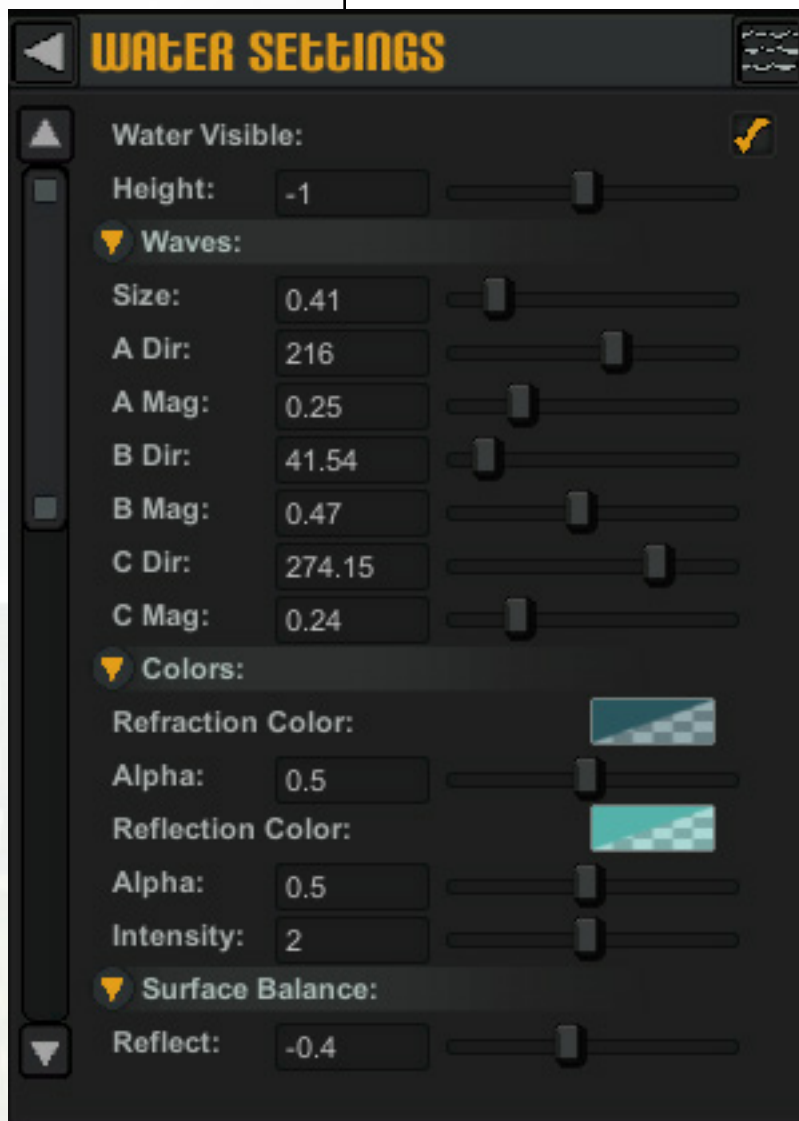 WATER SETTINGS
Water Visible:
Height: -1
Waves:
Size: 0.41
A Dir: 216
A Mag: 0.25
B Dir: 41.54
B Mag: 0.47
C Dir: 274.15
C Mag: 0.24
Colors:
Refraction Color:
Alpha: 0.5
Reflection Color:
Alpha: 0.5
Intensity: 2
Surface Balance:
Reflect: -0.4